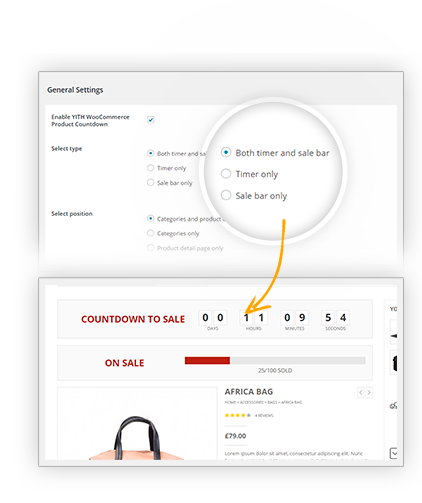 General Settings
Enable YITH WooCommerce
Product Countdown
Select type
Both timer and sale
Timer only
Sale bar only
Both timer and sale bar
Timer only
Sale bar only
Select position
Categories and product
Categories only
Product detail page only
COUNTDOWN TO SALE
0 0 1 1 0 9 5 4
DAYS HOURS MINUTES SECONDS
YO
ON SALE
25/100 SOLD
AFRICA BAG
HOME > ACCESSORIES > BAGS > AFRICA BAG
4 REVIEWS
£79.00
Lorem ipsum dolor sit amet, consectetur adipiscing elit. Nunc